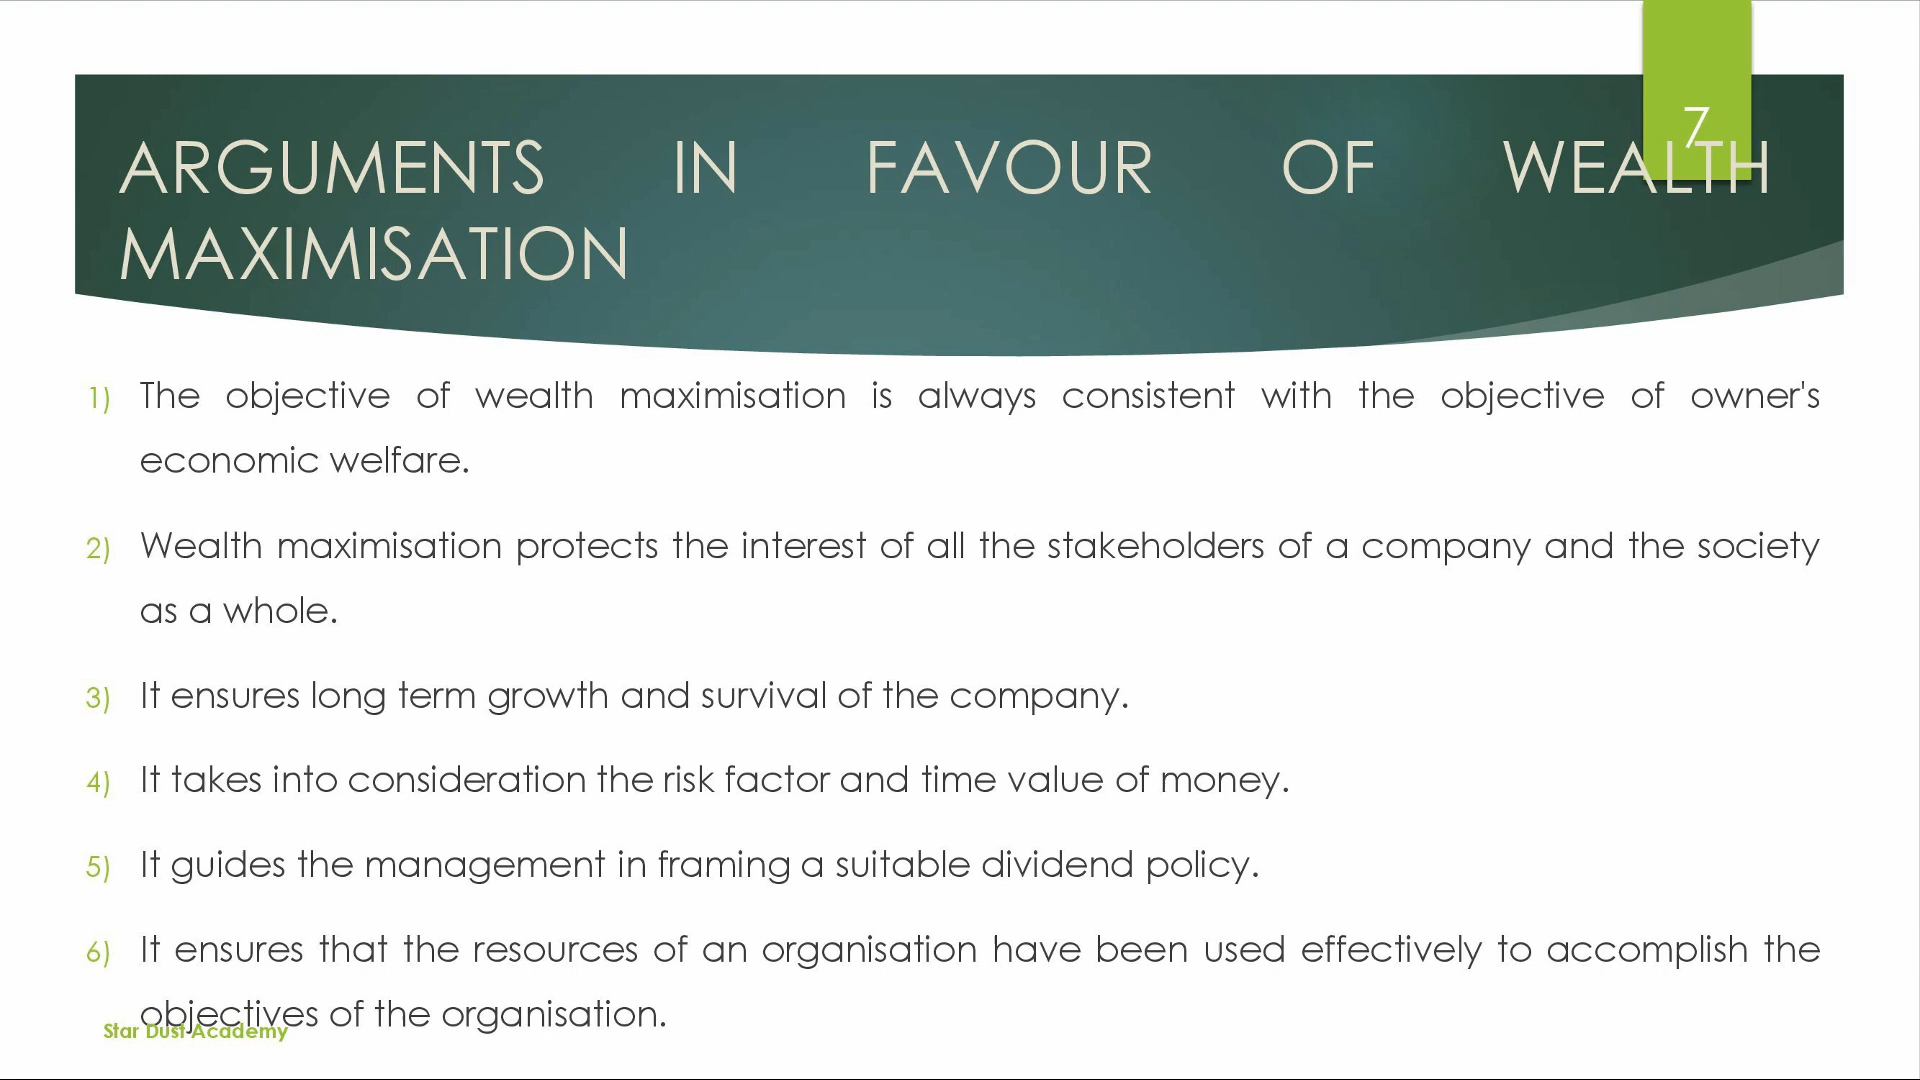 7
ARGUMENTS IN FAVOUR OF WEALTH
MAXIMISATION
1) The objective of wealth maximisation is always consistent with the objective of owner's
economic welfare.
2) Wealth maximisation protects the interest of all the stakeholders of a company and the society
as a whole.
3) It ensures long term growth and survival of the company.
4) It takes into consideration the risk factor and time value of money.
5) It guides the management in framing a suitable dividend policy.
6) It ensures that the resources of an organisation have been used effectively to accomplish the
objectives of the organisation.
Star Dust Academy